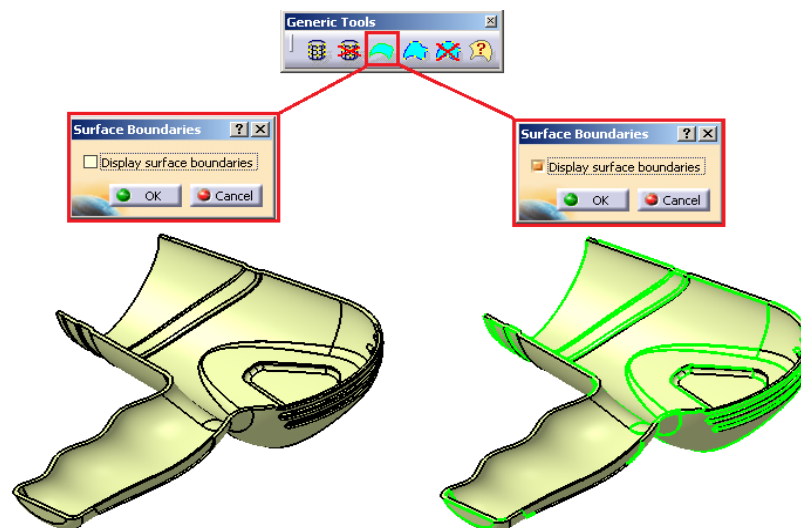 Generic Tools
Surface Boundaries
Display surface boundaries
OK Cancel
Surface Boundaries
Display surface boundaries
OK Cancel